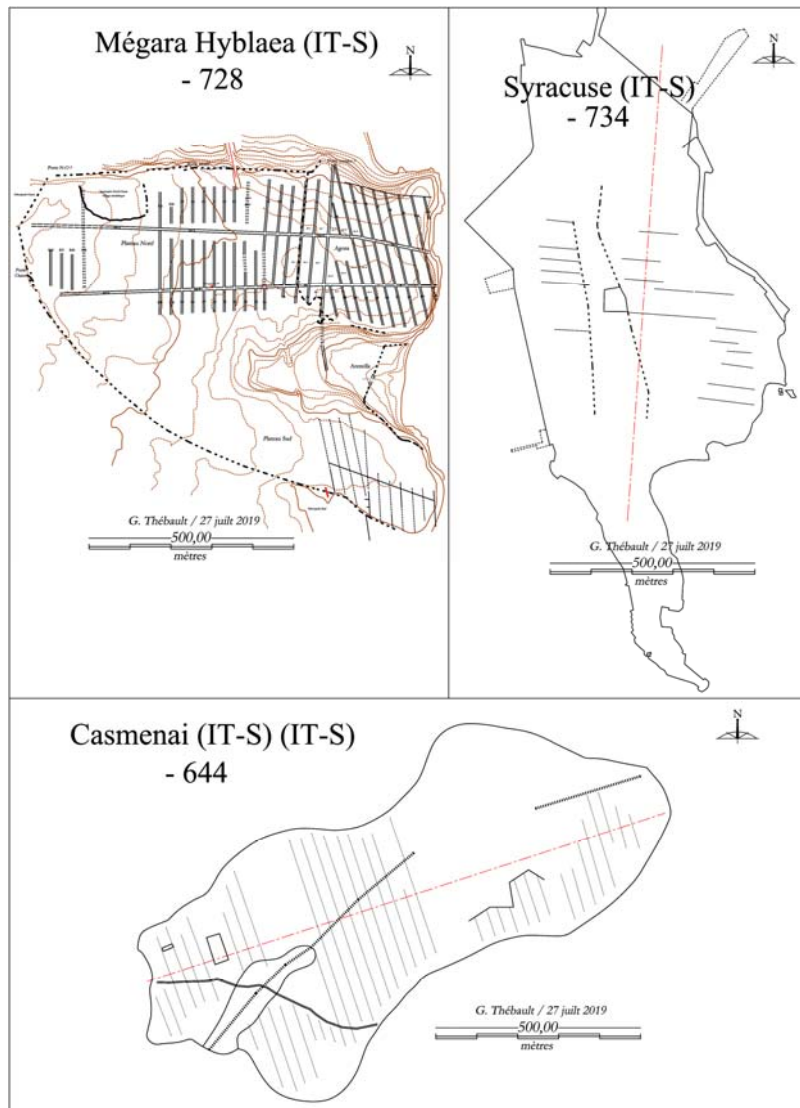 Mégara Hyblaea (IT-S)
- 728
N
Plateau Nord
Agora
Arenella
Plateau Sud
G. Thébault / 27 juilt 2019
500,00
mètres
Syracuse (IT-S)
- 734
N
G. Thébault / 27 juilt 2019
500,00
mètres
Casmenai (IT-S) (IT-S)
- 644
N
G. Thébault / 27 juilt 2019
500,00
mètres